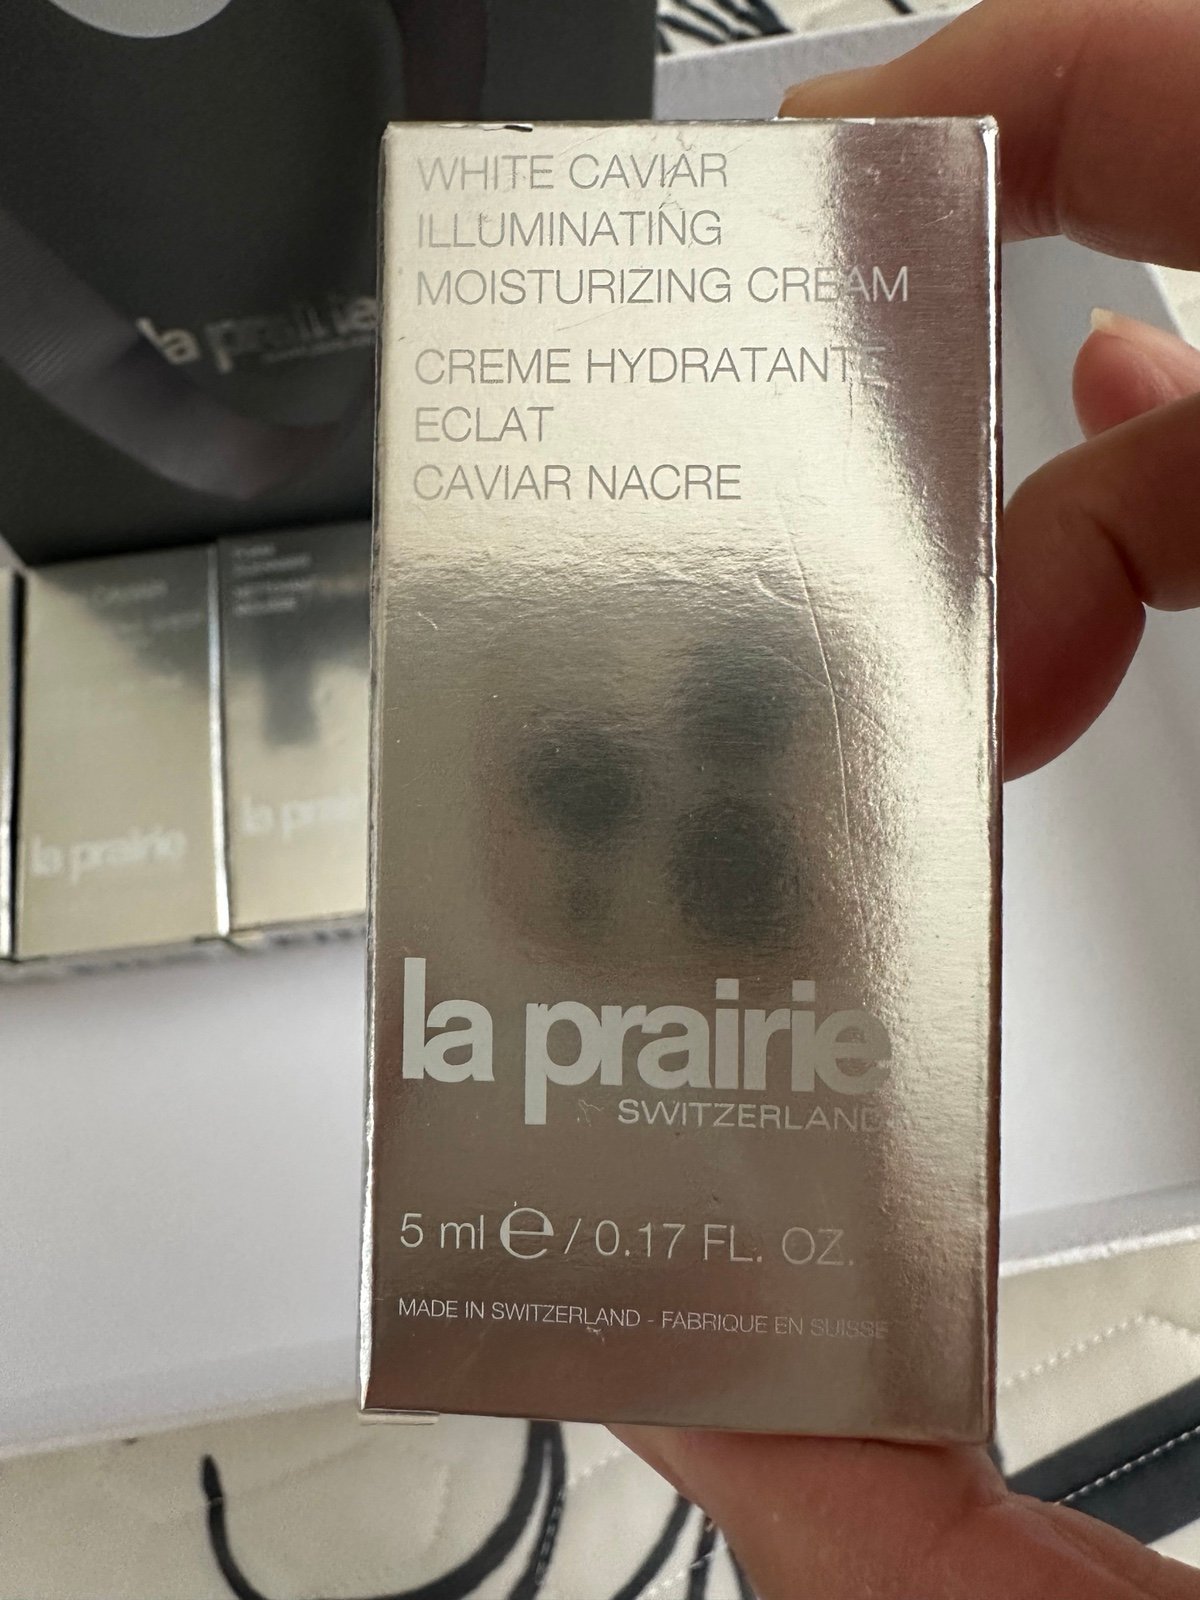 WHITE CAVIAR
ILLUMINATING
MOISTURIZING CREAM
CREME HYDRATANTE
ECLAT
CAVIAR NACRE
la prairie
SWITZERLAND
5 ml ℮ / 0.17 FL. OZ.
MADE IN SWITZERLAND - FABRIQUE EN SUISSE
la prairie
la prairie
la prairie